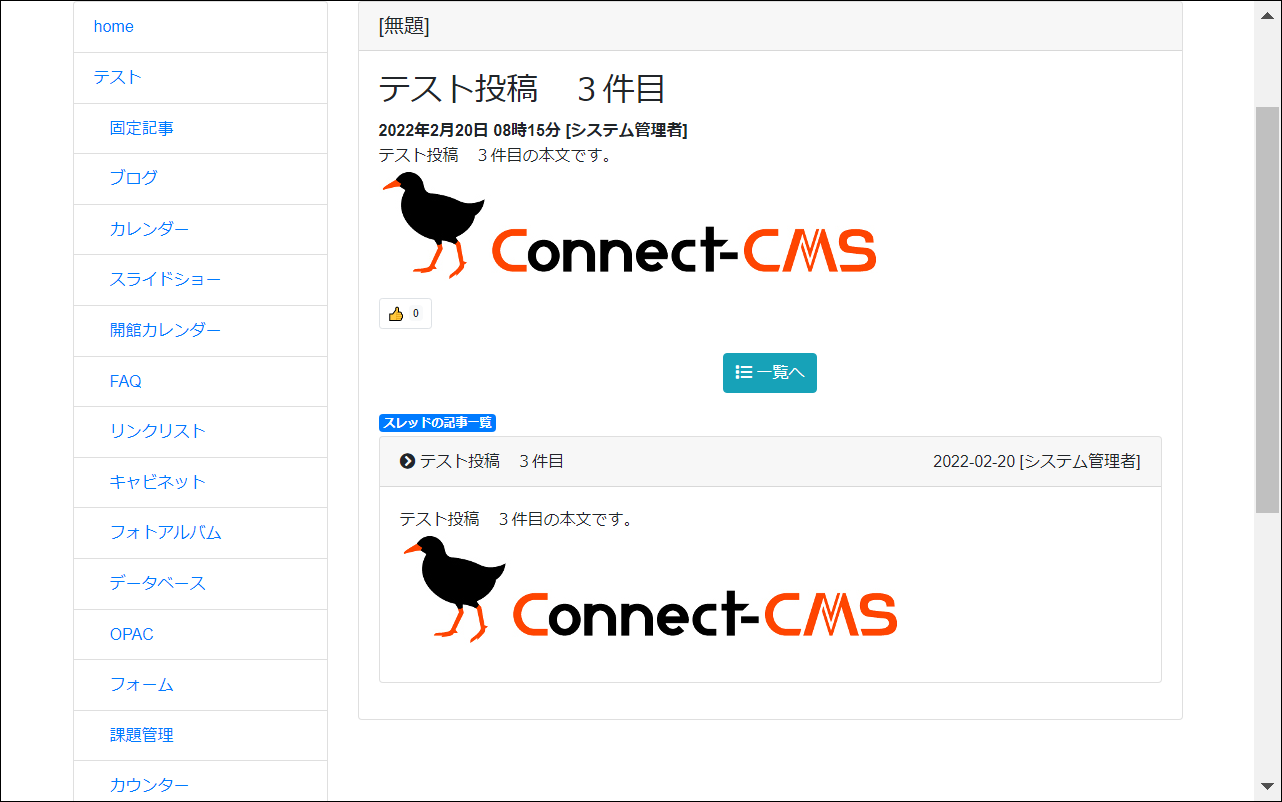 home
テスト
固定記事
ブログ
カレンダー
スライドショー
開館カレンダー
FAQ
リンクリスト
キャビネット
フォトアルバム
データベース
OPAC
フォーム
課題管理
カウンター
[無題]
テスト投稿　３件目
2022年2月20日 08時15分 [システム管理者]
テスト投稿　３件目の本文です。
Connect-CMS
0
一覧へ
スレッドの記事一覧
テスト投稿　３件目 2022-02-20 [システム管理者]
テスト投稿　３件目の本文です。
Connect-CMS